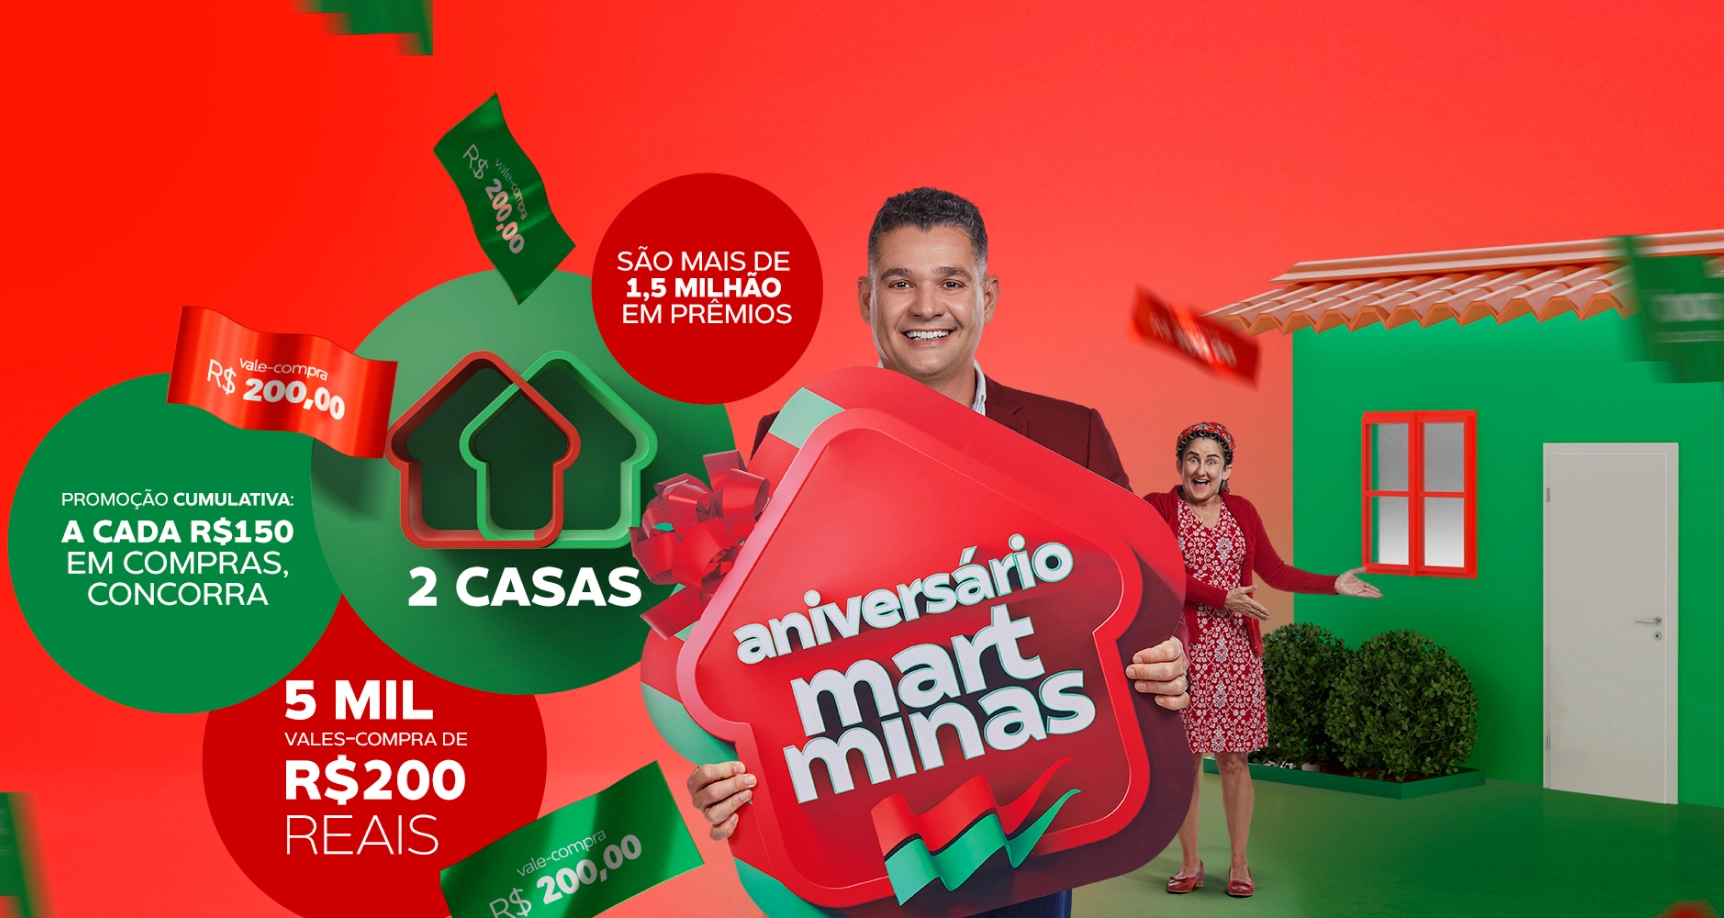 vale-compra
R$ 200,00
SÃO MAIS DE
1,5 MILHÃO
EM PRÊMIOS
vale-compra
R$ 200,00
PROMOÇÃO CUMULATIVA:
A CADA R$150
EM COMPRAS,
CONCORRA
2 CASAS
5 MIL
VALES-COMPRA DE
R$200
REAIS
aniversário
mart
minas
vale-compra
R$ 200,00